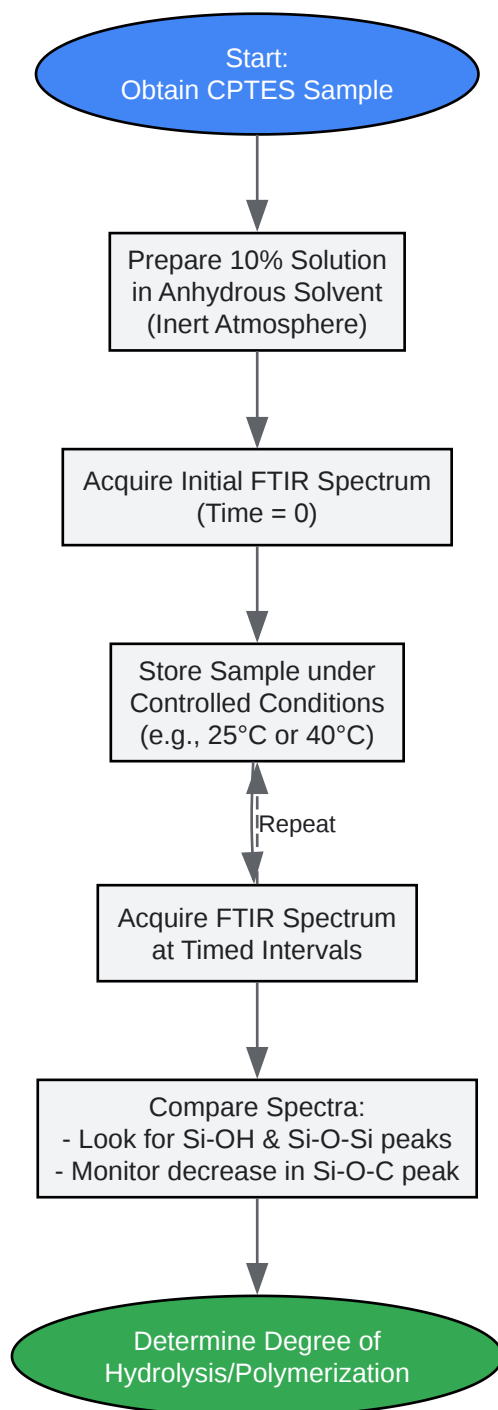 Start:
Obtain CPTES Sample
Prepare 10% Solution
in Anhydrous Solvent
(Inert Atmosphere)
Acquire Initial FTIR Spectrum
(Time = 0)
Store Sample under
Controlled Conditions
(e.g., 25°C or 40°C)
Repeat
Acquire FTIR Spectrum
at Timed Intervals
Compare Spectra:
- Look for Si-OH & Si-O-Si peaks
- Monitor decrease in Si-O-C peak
Determine Degree of
Hydrolysis/Polymerization